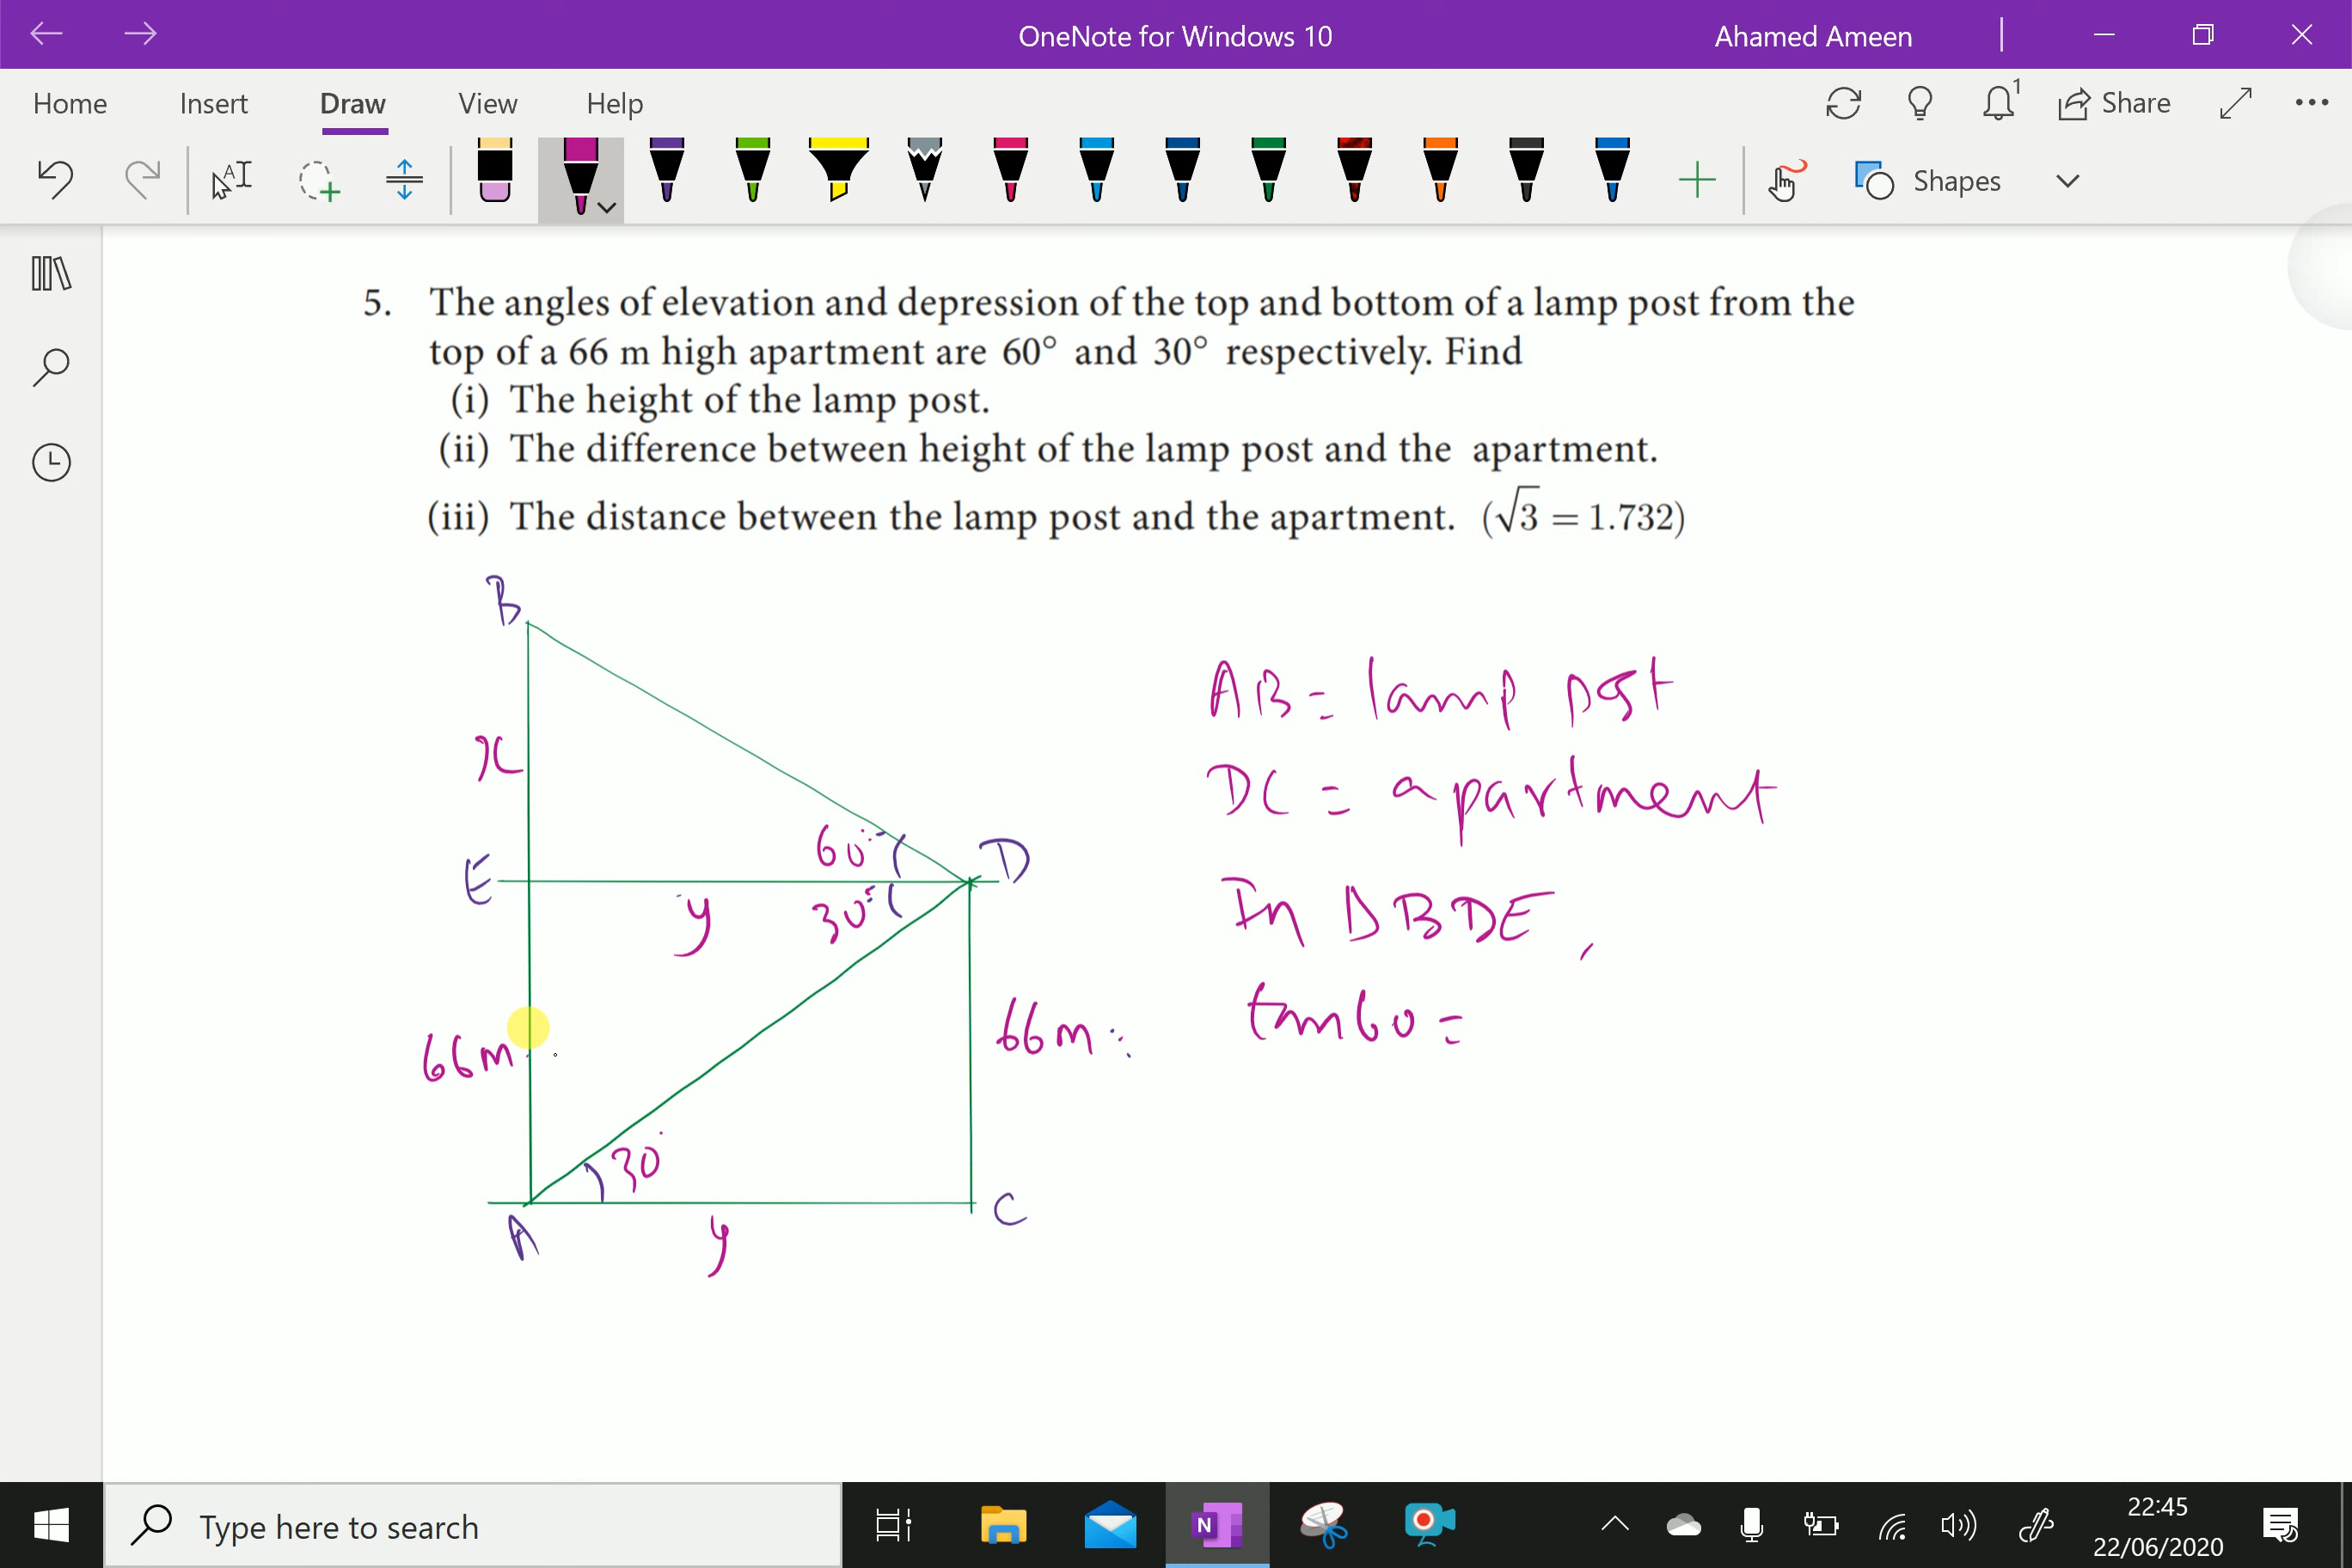 OneNote for Windows 10
Ahamed Ameen
Home Insert Draw View Help
1 Share
Shapes
5. The angles of elevation and depression of the top and bottom of a lamp post from the
top of a 66 m high apartment are 60° and 30° respectively. Find
(i) The height of the lamp post.
(ii) The difference between height of the lamp post and the apartment.
(iii) The distance between the lamp post and the apartment. (√3 = 1.732)
B
x
E
y
60°
30°
D
66m
66m
30°
A
y
C
AB = lamp post
DC = apartment
In Δ BDE,
tan60 =
Type here to search
N
22:45
22/06/2020